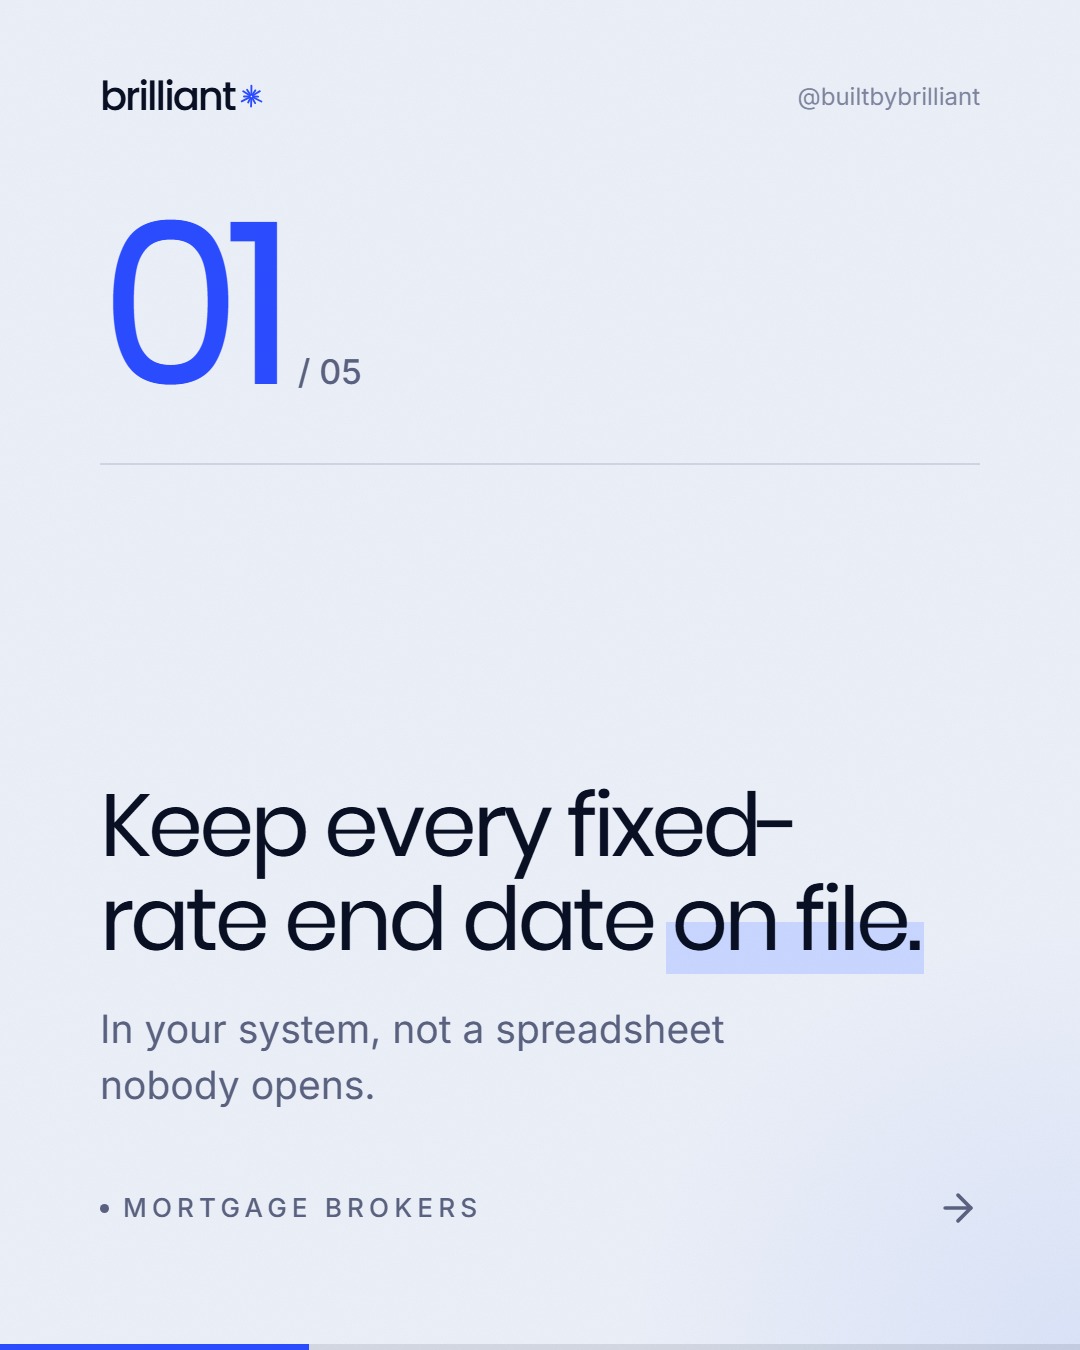 brilliant
@builtbybrilliant
01 / 05
Keep every fixed-
rate end date on file.
In your system, not a spreadsheet
nobody opens.
• MORTGAGE BROKERS